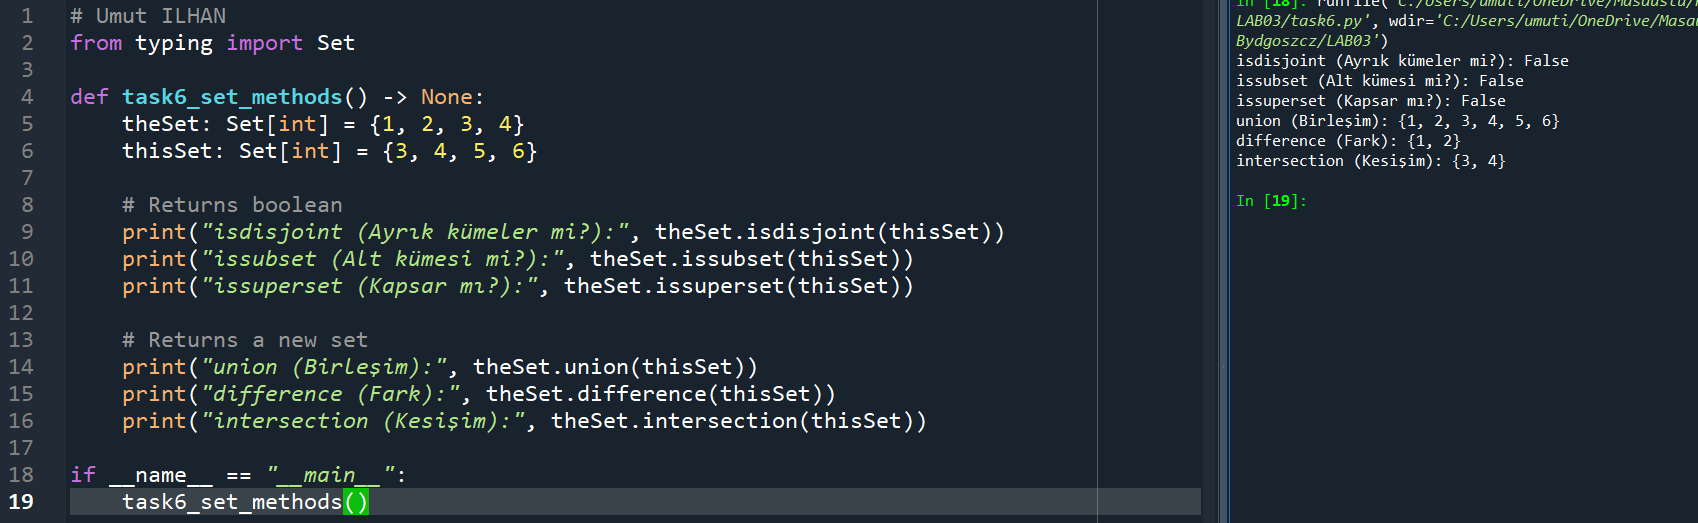 1 # Umut ILHAN
2 from typing import Set
3
4 def task6_set_methods() -> None:
5 theSet: Set[int] = {1, 2, 3, 4}
6 thisSet: Set[int] = {3, 4, 5, 6}
7
8 # Returns boolean
9 print("isdisjoint (Ayrık kümeler mi?):", theSet.isdisjoint(thisSet))
10 print("issubset (Alt kümesi mi?):", theSet.issubset(thisSet))
11 print("issuperset (Kapsar mı?):", theSet.issuperset(thisSet))
12
13 # Returns a new set
14 print("union (Birleşim):", theSet.union(thisSet))
15 print("difference (Fark):", theSet.difference(thisSet))
16 print("intersection (Kesişim):", theSet.intersection(thisSet))
17
18 if __name__ == "__main__":
19 task6_set_methods()
In [18]: runfile('C:/Users/umuti/OneDrive/Masaüstü/
LAB03/task6.py', wdir='C:/Users/umuti/OneDrive/Masa
Bydgoszcz/LAB03')
isdisjoint (Ayrık kümeler mi?): False
issubset (Alt kümesi mi?): False
issuperset (Kapsar mı?): False
union (Birleşim): {1, 2, 3, 4, 5, 6}
difference (Fark): {1, 2}
intersection (Kesişim): {3, 4}
In [19]: